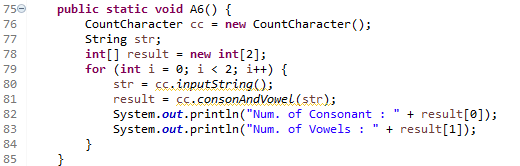 75 public static void A6() {
76 CountCharacter cc = new CountCharacter();
77 String str;
78 int[] result = new int[2];
79 for (int i = 0; i < 2; i++) {
80 str = cc.inputString();
81 result = cc.consonAndVowel(str);
82 System.out.println("Num. of Consonant : " + result[0]);
83 System.out.println("Num. of Vowels : " + result[1]);
84 }
85 }